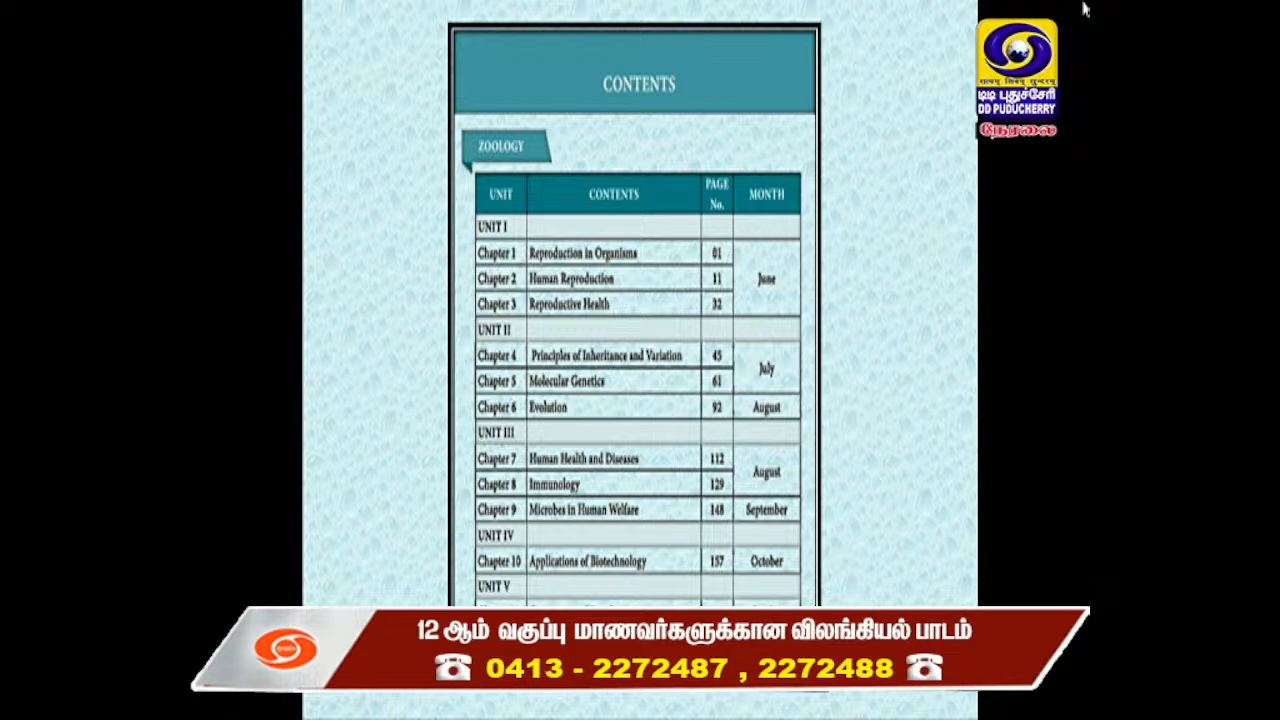 CONTENTS
ZOOLOGY
UNIT CONTENTS PAGE No. MONTH
UNIT I
Chapter 1 Reproduction in Organisms 01
Chapter 2 Human Reproduction 11 June
Chapter 3 Reproductive Health 32
UNIT II
Chapter 4 Principles of Inheritance and Variation 45 July
Chapter 5 Molecular Genetics 61
Chapter 6 Evolution 92 August
UNIT III
Chapter 7 Human Health and Diseases 112 August
Chapter 8 Immunology 129
Chapter 9 Microbes in Human Welfare 148 September
UNIT IV
Chapter 10 Applications of Biotechnology 157 October
UNIT V
டிடி புதுச்சேரி
DD PUDUCHERRY
நேரலை
12 ஆம் வகுப்பு மாணவர்களுக்கான விலங்கியல் பாடம்
0413 - 2272487 , 2272488